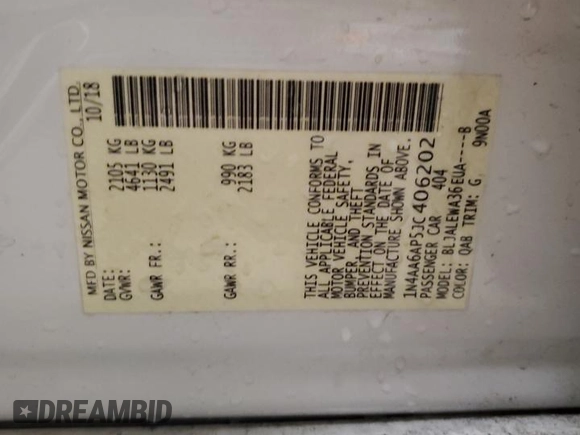 MFD BY NISSAN MOTOR CO., LTD.
DATE: 10/18
GVWR: 2105 KG
4641 LB
GAWR FR: 1130 KG
2491 LB
GAWR RR: 990 KG
2183 LB
THIS VEHICLE CONFORMS TO
ALL APPLICABLE FEDERAL
MOTOR VEHICLE SAFETY,
BUMPER AND THEFT
PREVENTION STANDARDS IN
EFFECT ON THE DATE OF
MANUFACTURE SHOWN ABOVE.
1N4AA6AP5JC406202
PASSENGER CAR 404
MODEL: BLJALEWA36EUA----B
COLOR: QAB TRIM: G 9W00A
DREAMBID